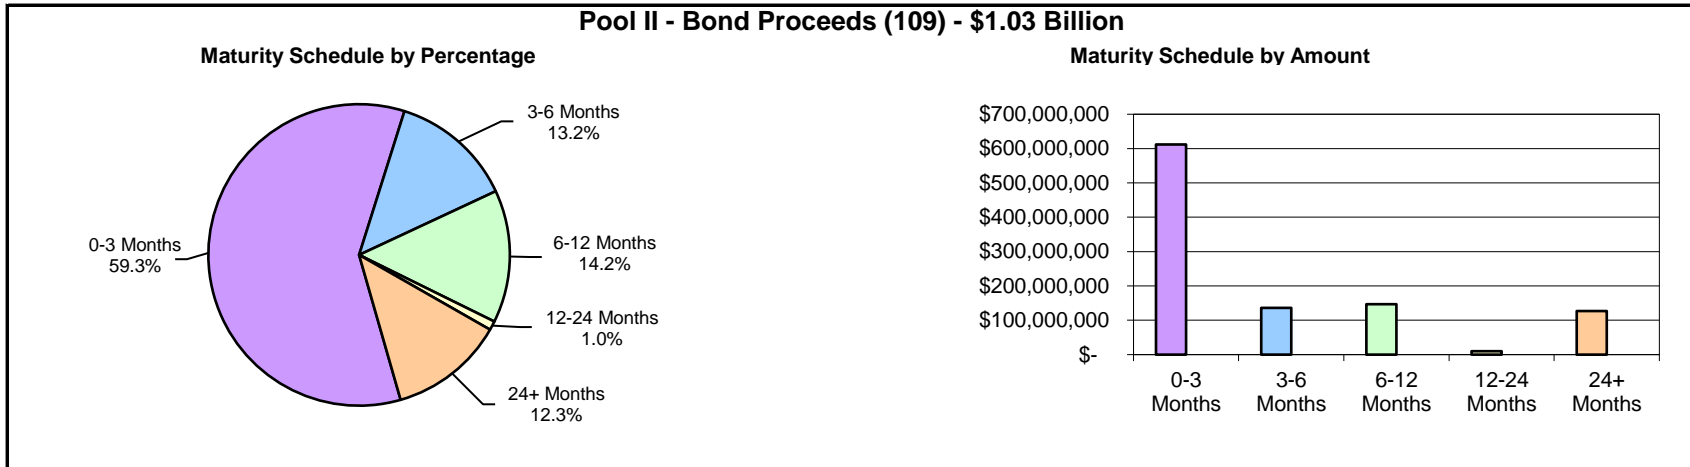 Pool II - Bond Proceeds (109) - $1.03 Billion
Maturity Schedule by Percentage
3-6 Months
13.2%
0-3 Months
59.3%
6-12 Months
14.2%
12-24 Months
1.0%
24+ Months
12.3%
Maturity Schedule by Amount
$700,000,000
$600,000,000
$500,000,000
$400,000,000
$300,000,000
$200,000,000
$100,000,000
$-
0-3
Months
3-6
Months
6-12
Months
12-24
Months
24+
Months